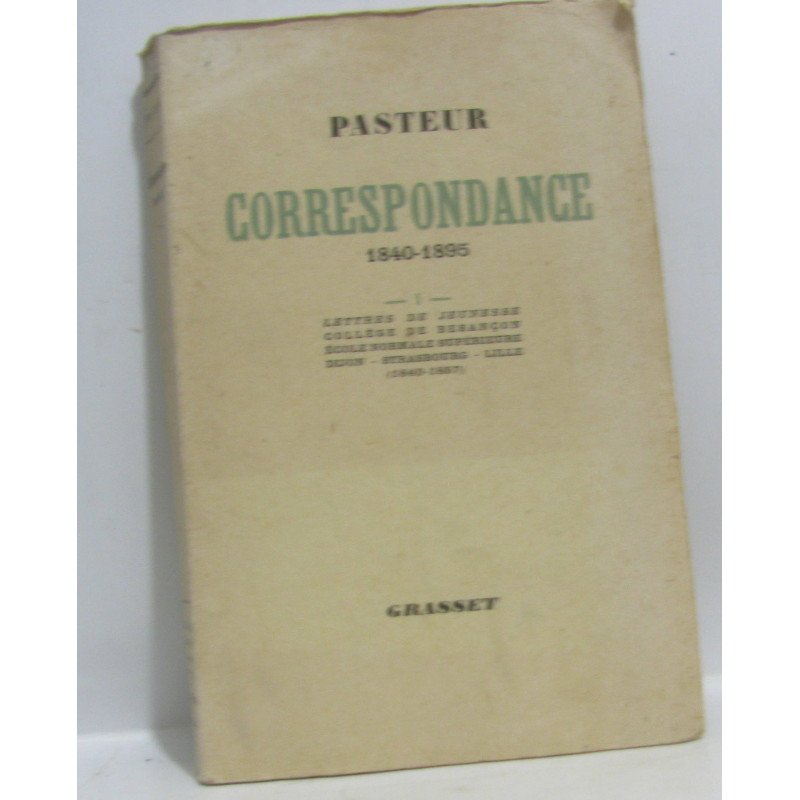 PASTEUR
CORRESPONDANCE
1840-1895
— I —
LETTRES DE JEUNESSE
COLLÈGE DE BESANÇON
ÉCOLE NORMALE SUPÉRIEURE
DIJON - STRASBOURG - LILLE
(1840-1857)
GRASSET